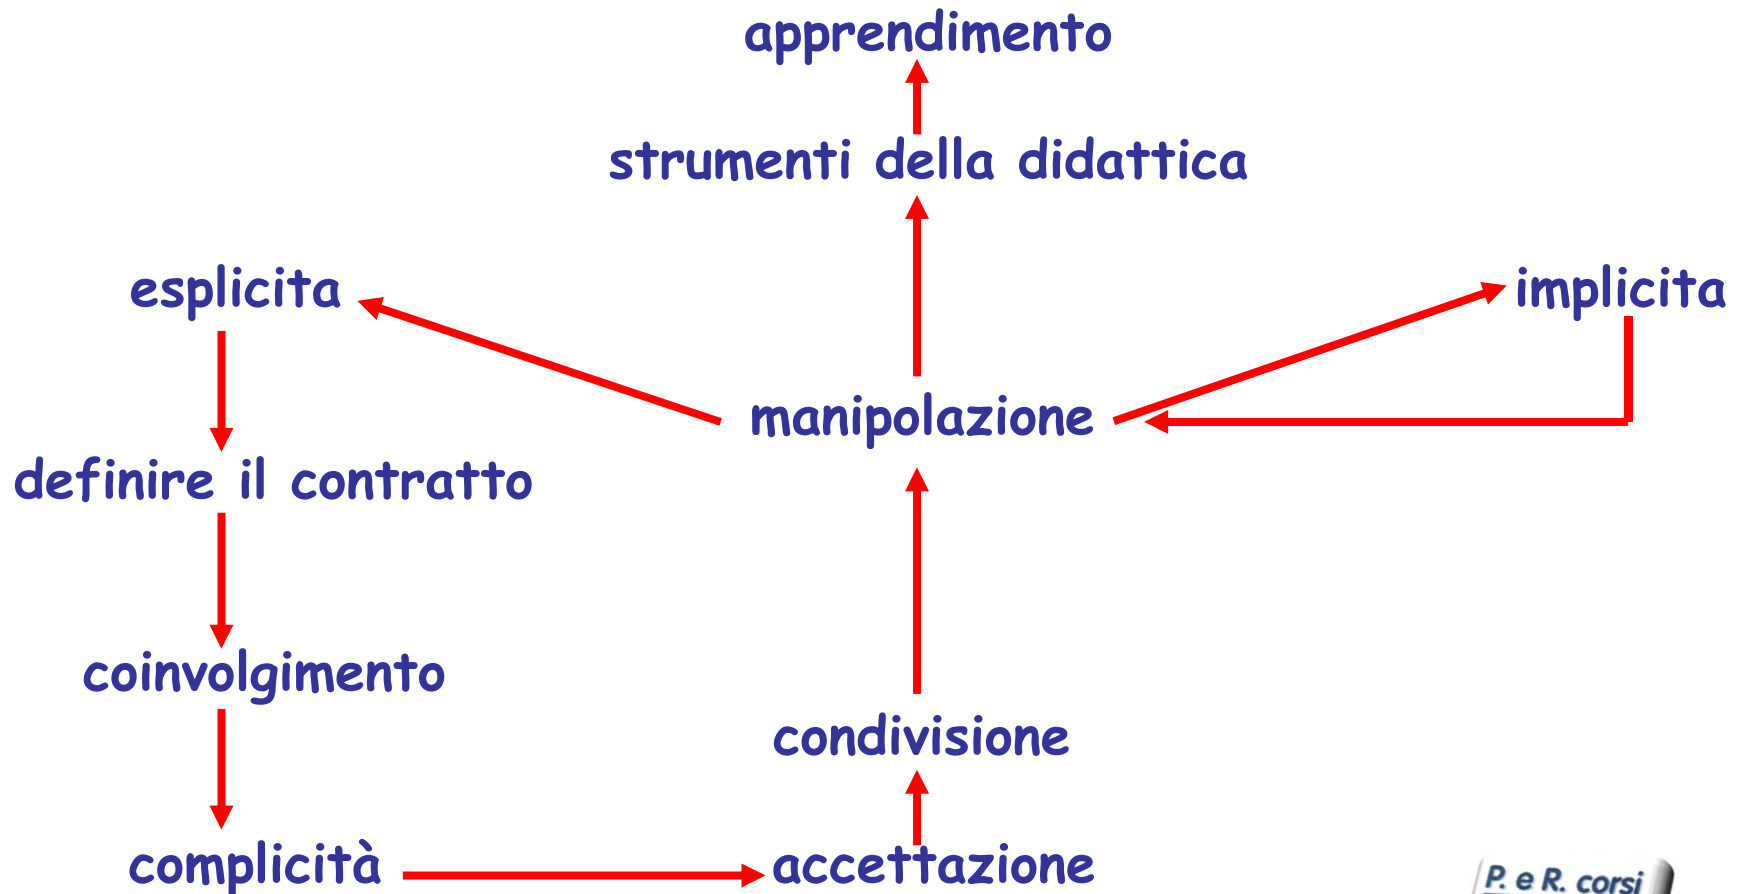 apprendimento
strumenti della didattica
esplicita
implicita
manipolazione
definire il contratto
coinvolgimento
condivisione
complicità
accettazione
P. e R. corsi